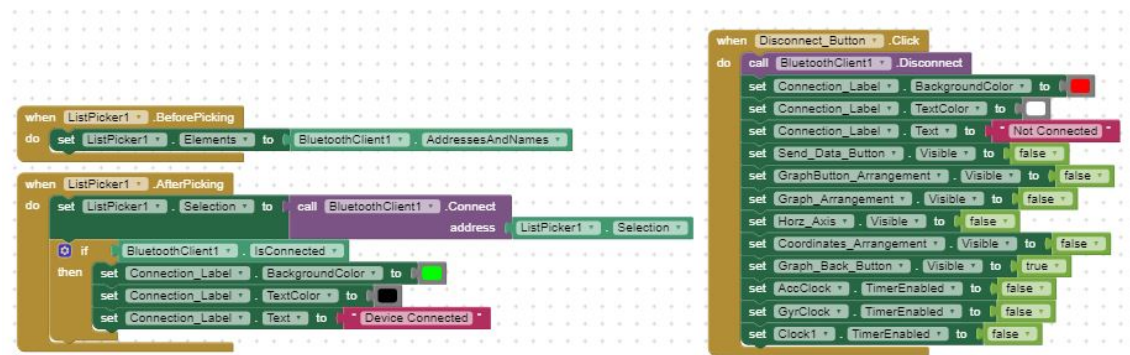 when ListPicker1 .BeforePicking
do set ListPicker1 . Elements to BluetoothClient1 . AddressesAndNames
when ListPicker1 .AfterPicking
do set ListPicker1 . Selection to call BluetoothClient1 .Connect
address ListPicker1 . Selection
if BluetoothClient1 . IsConnected
then set Connection_Label . BackgroundColor to
set Connection_Label . TextColor to
set Connection_Label . Text to " Device Connected "
when Disconnect_Button .Click
do call BluetoothClient1 .Disconnect
set Connection_Label . BackgroundColor to
set Connection_Label . TextColor to
set Connection_Label . Text to " Not Connected "
set Send_Data_Button . Visible to false
set GraphButton_Arrangement . Visible to false
set Graph_Arrangement . Visible to false
set Horz_Axis . Visible to false
set Coordinates_Arrangement . Visible to false
set Graph_Back_Button . Visible to true
set AccClock . TimerEnabled to false
set GyrClock . TimerEnabled to false
set Clock1 . TimerEnabled to false